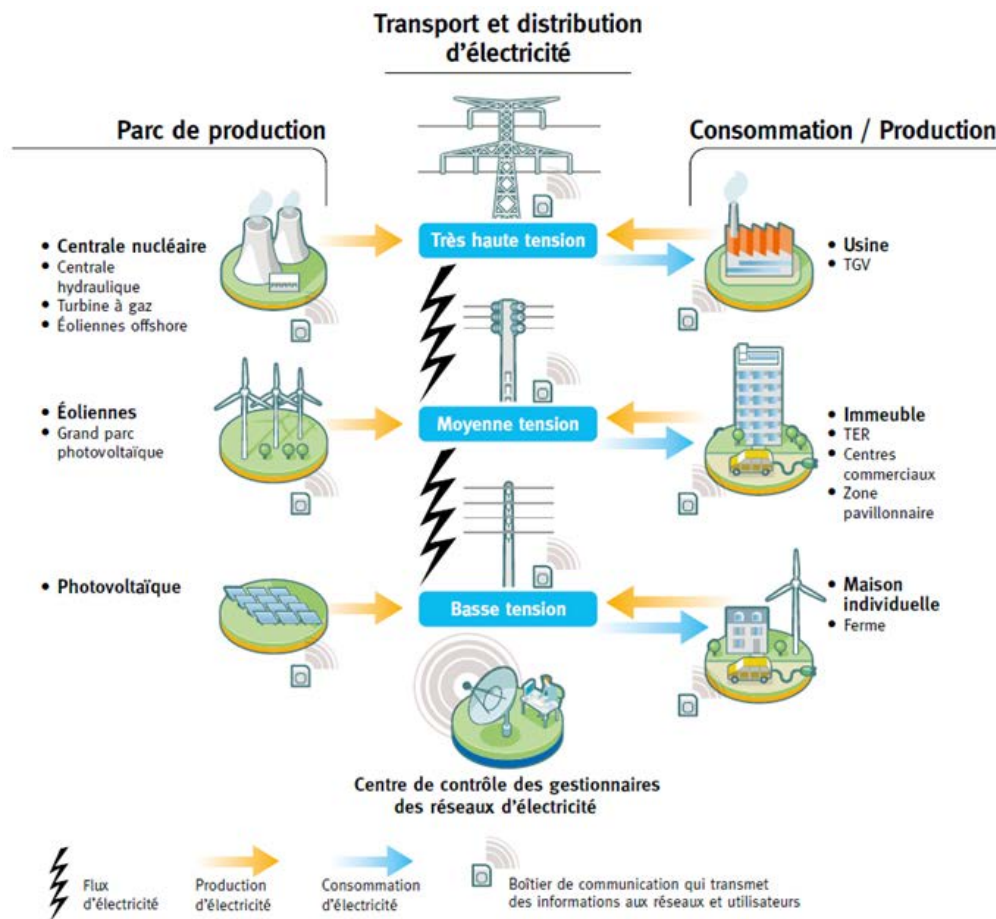 Transport et distribution
d'électricité
Parc de production
Consommation / Production
• Centrale nucléaire
• Centrale
hydraulique
• Turbine à gaz
• Éoliennes offshore
Très haute tension
• Usine
• TGV
• Éoliennes
• Grand parc
photovoltaïque
Moyenne tension
• Immeuble
• TER
• Centres
commerciaux
• Zone
pavillonnaire
• Photovoltaïque
Basse tension
• Maison
individuelle
• Ferme
Centre de contrôle des gestionnaires
des réseaux d'électricité
Flux
d'électricité
Production
d'électricité
Consommation
d'électricité
Boîtier de communication qui transmet
des informations aux réseaux et utilisateurs